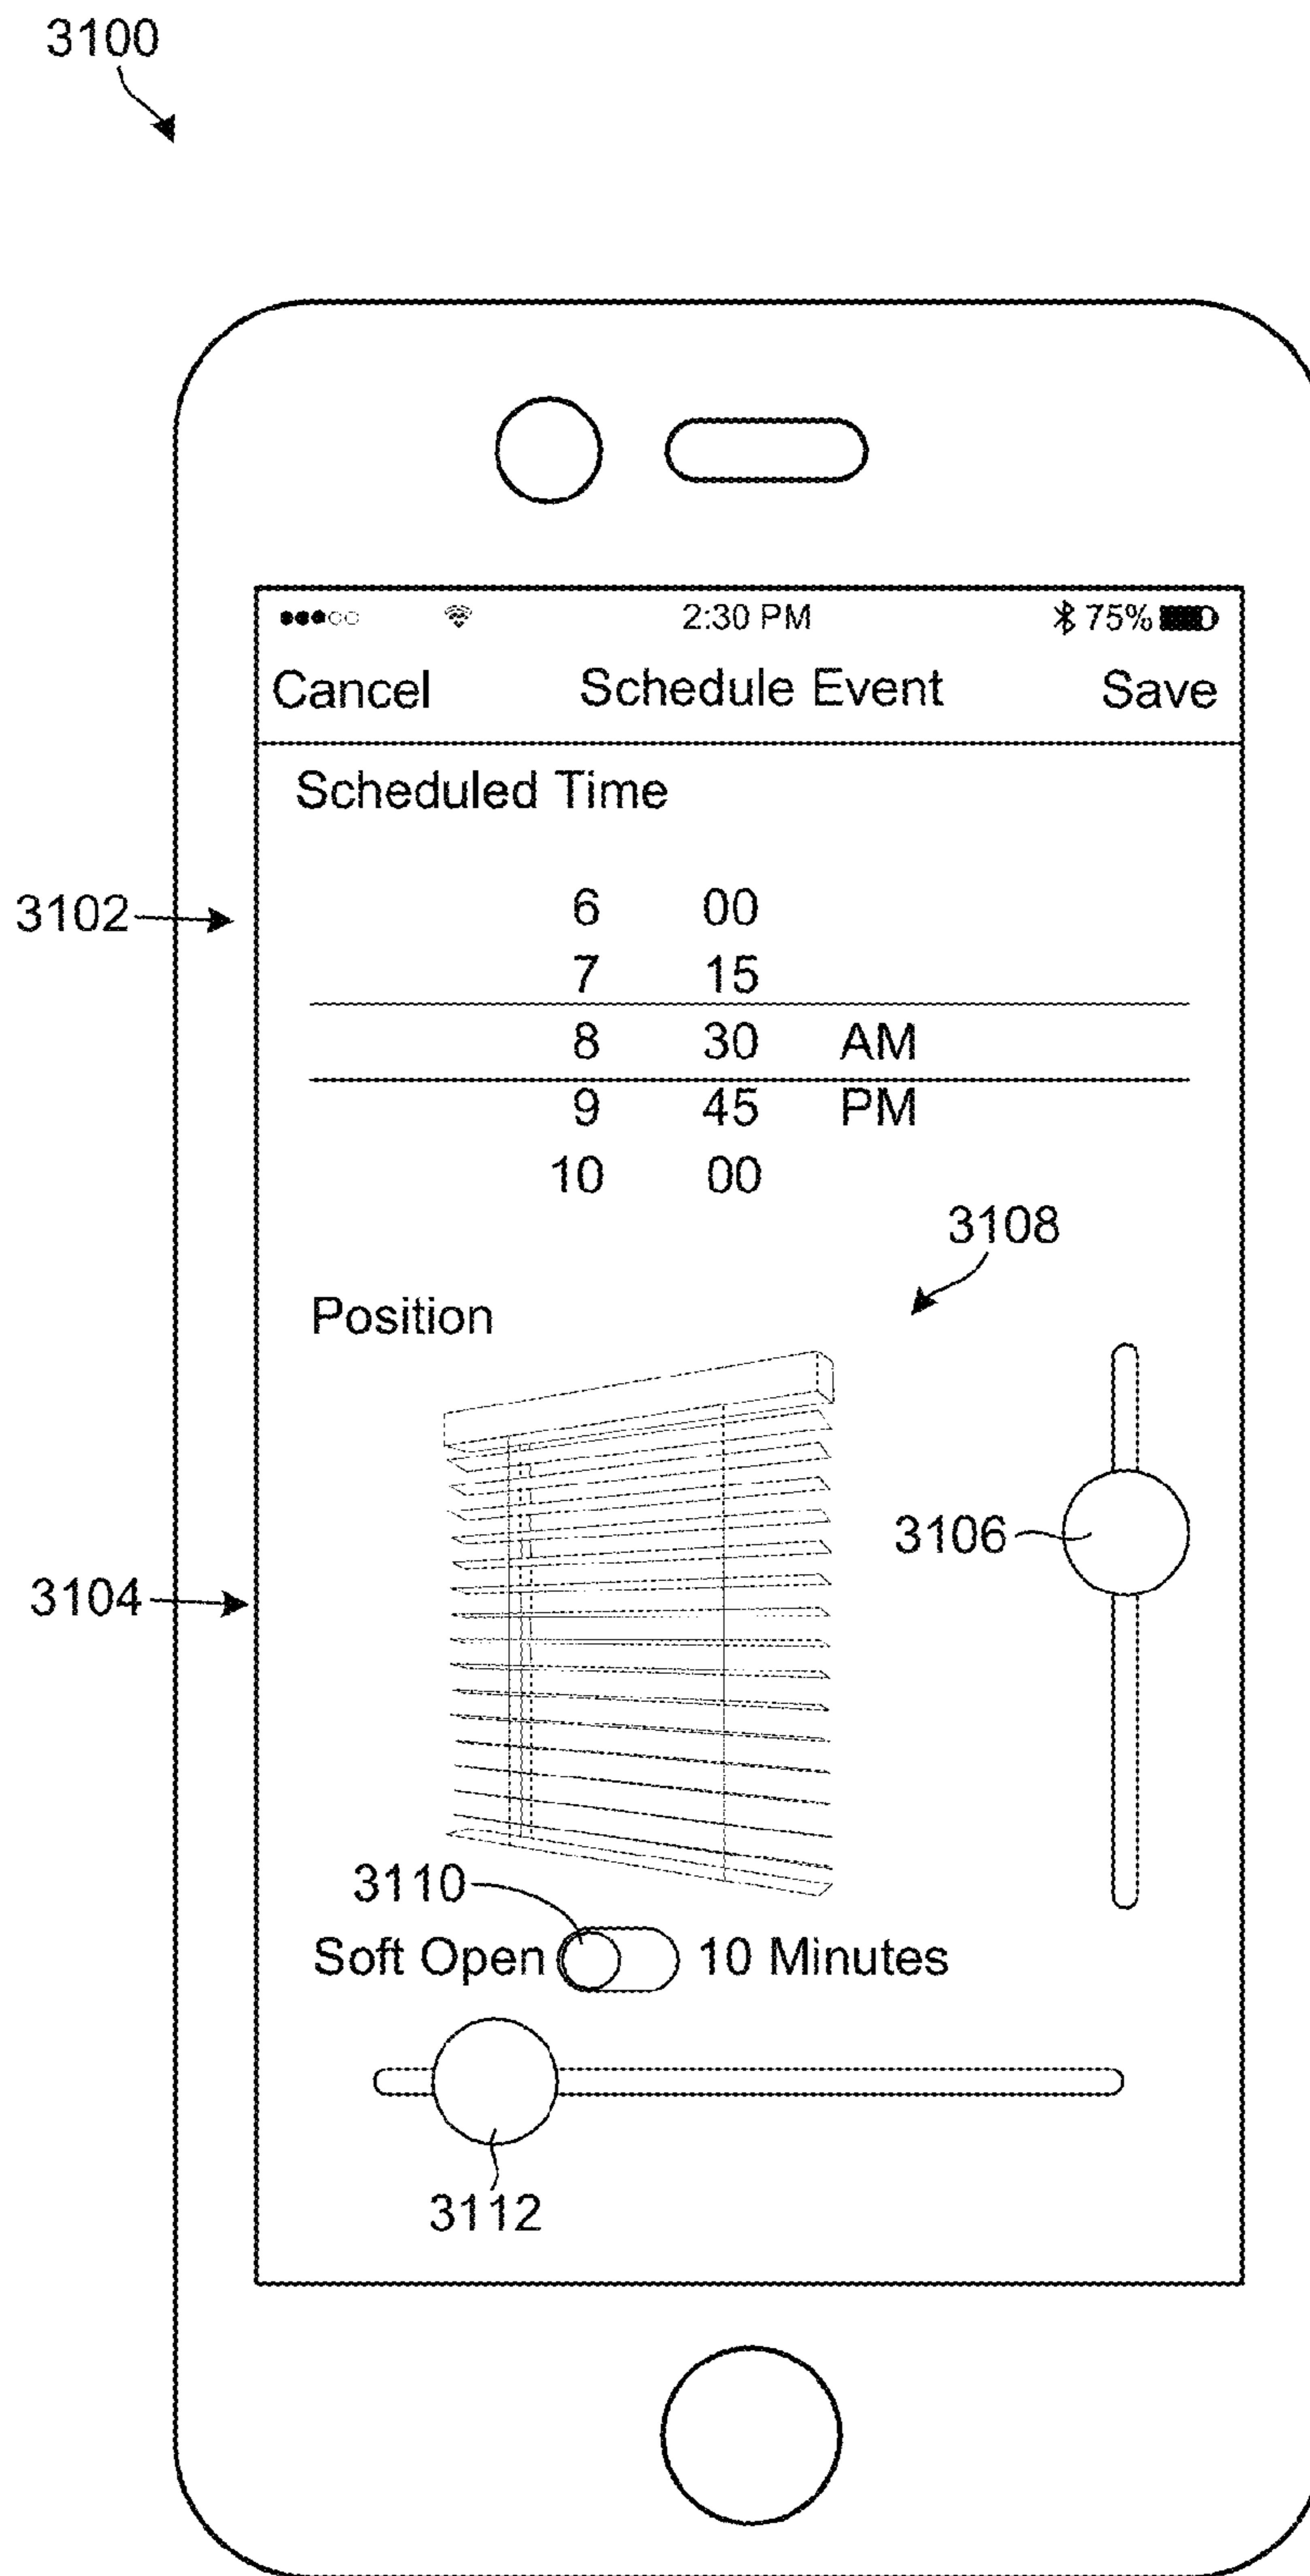 3100
2:30 PM 75%
Cancel Schedule Event Save
Scheduled Time
3102
6 00
7 15
8 30 AM
9 45 PM
10 00
3108
Position
3106
3104
3110
Soft Open 10 Minutes
3112